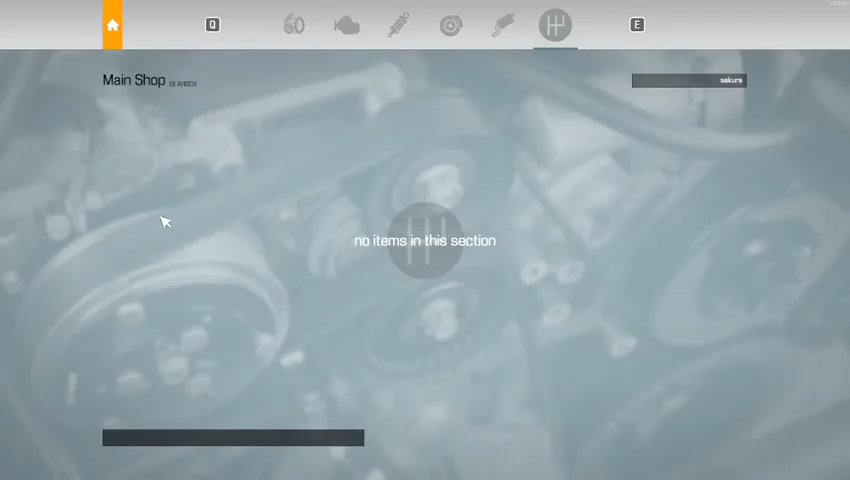 Q
E
Main Shop GEARBOX
sakura
no items in this section